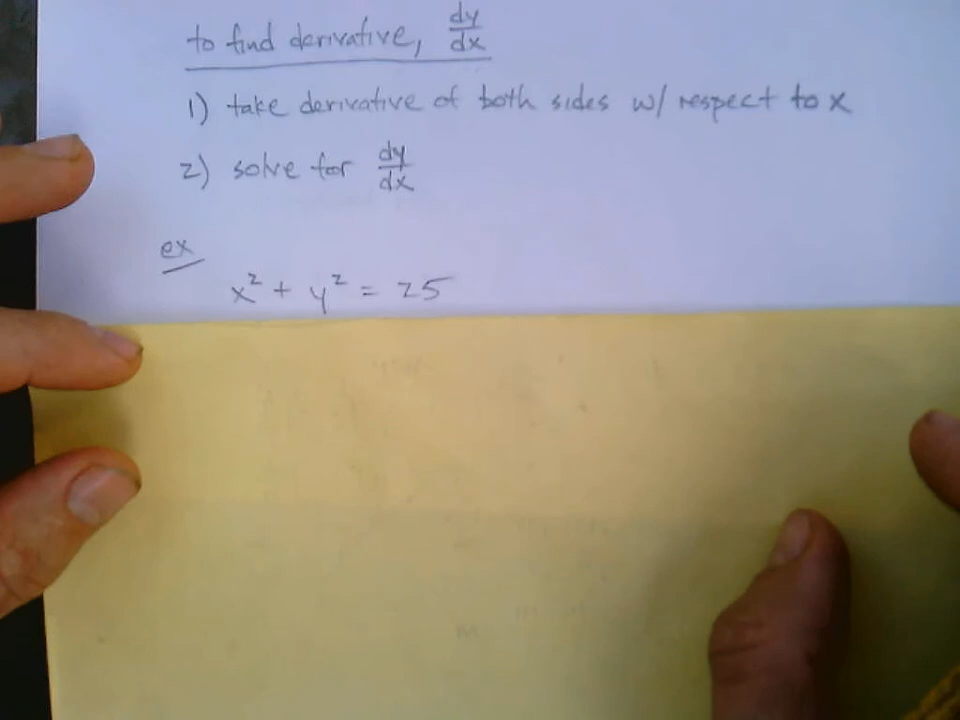 to find derivative, dy/dx
1) take derivative of both sides w/ respect to x
2) solve for dy/dx
ex
x² + y² = 25